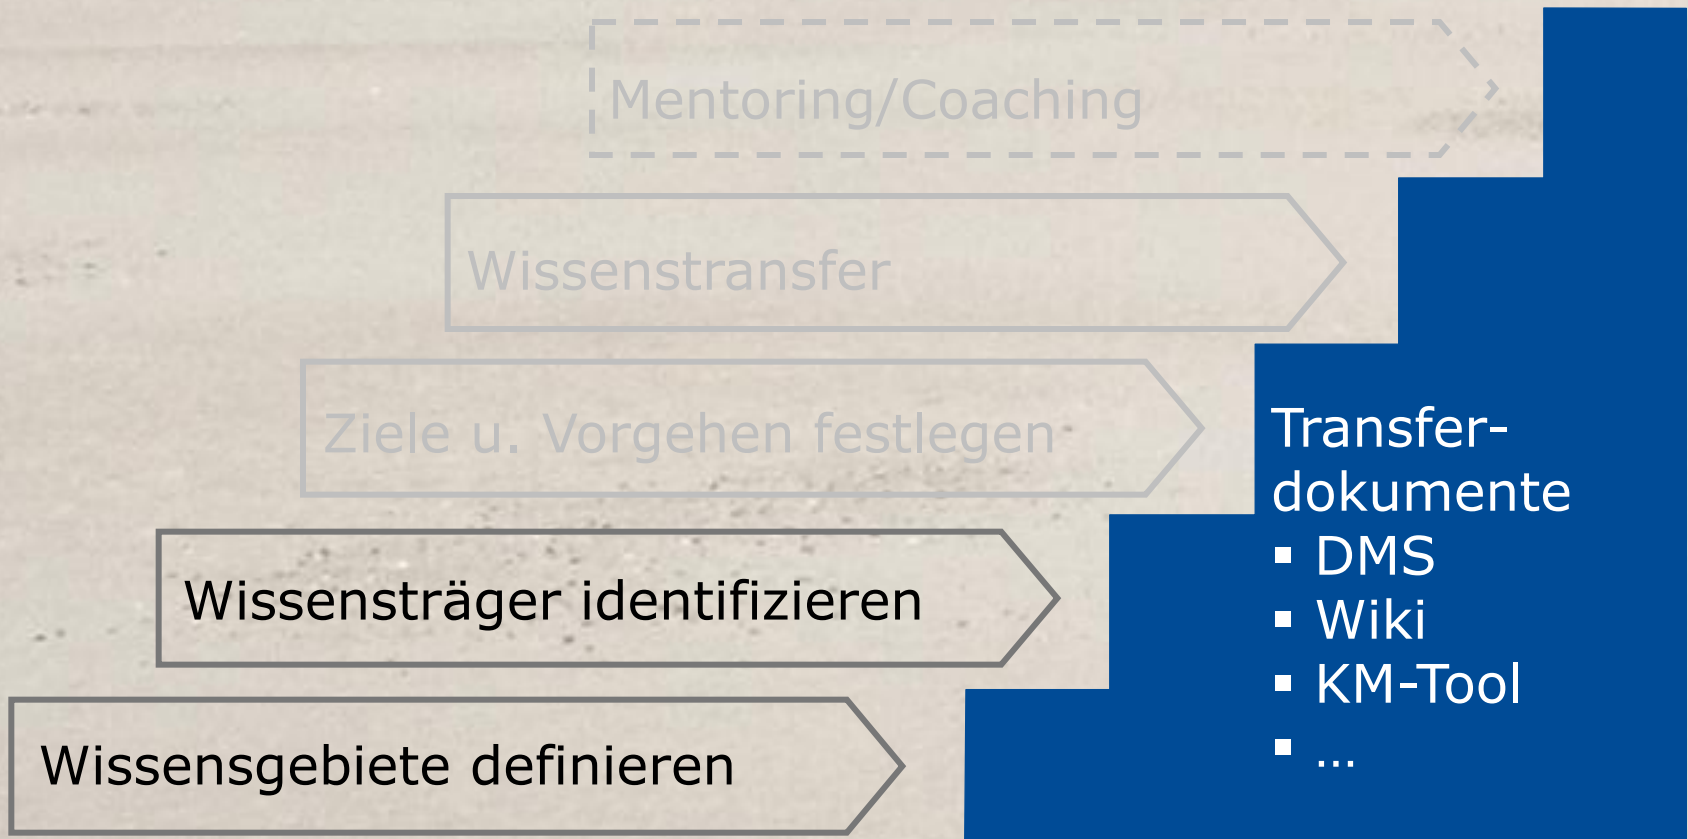 Mentoring/Coaching
Wissenstransfer
Ziele u. Vorgehen festlegen
Wissensträger identifizieren
Wissensgebiete definieren
Transfer-
dokumente
▪ DMS
▪ Wiki
▪ KM-Tool
▪ ...